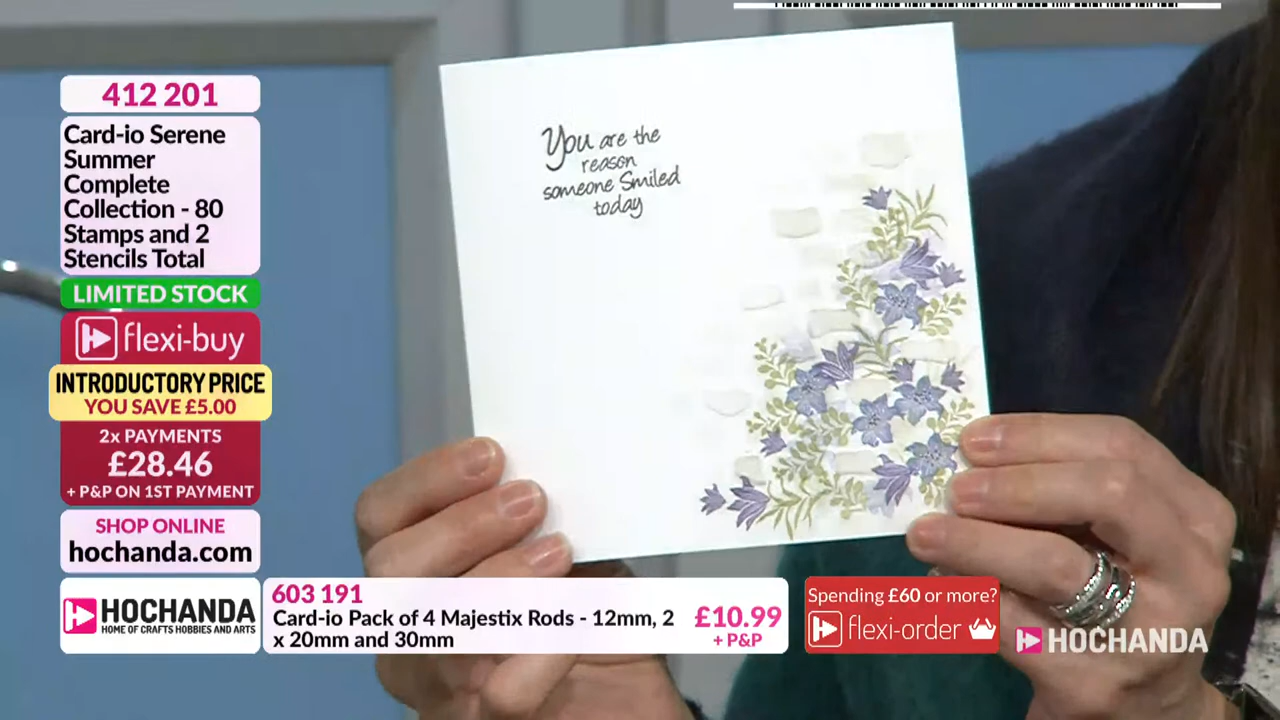 412 201
Card-io Serene
Summer
Complete
Collection - 80
Stamps and 2
Stencils Total
LIMITED STOCK
flexi-buy
INTRODUCTORY PRICE
YOU SAVE £5.00
2x PAYMENTS
£28.46
+ P&P ON 1ST PAYMENT
SHOP ONLINE
hochanda.com
You are the
reason
someone Smiled
today
HOCHANDA
HOME OF CRAFTS HOBBIES AND ARTS
603 191
Card-io Pack of 4 Majestix Rods - 12mm, 2
x 20mm and 30mm
£10.99
+ P&P
Spending £60 or more?
flexi-order
HOCHANDA